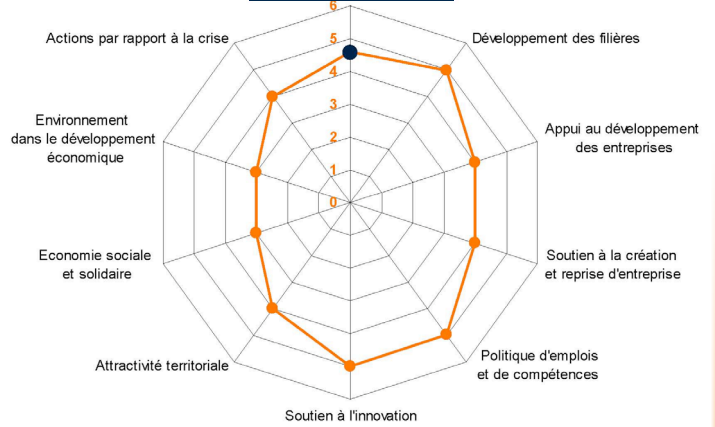 6
Actions par rapport à la crise
5
Développement des filières
4
Environnement
dans le développement
économique
3
Appui au développement
des entreprises
2
1
0
Economie sociale
et solidaire
Soutien à la création
et reprise d'entreprise
Attractivité territoriale
Politique d'emplois
et de compétences
Soutien à l'innovation